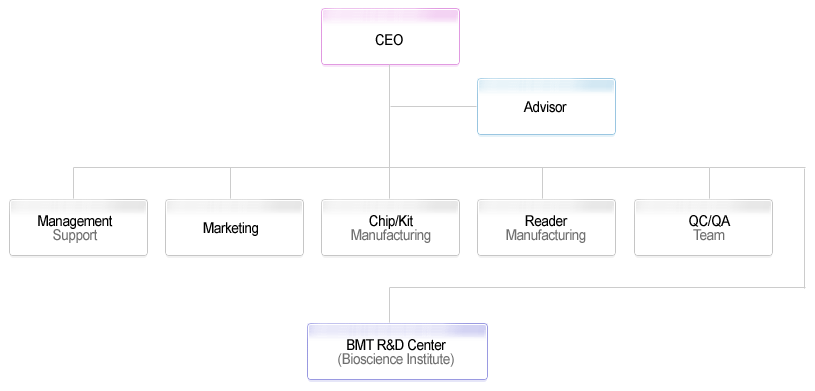 CEO
Advisor
Management
Support
Marketing
Chip/Kit
Manufacturing
Reader
Manufacturing
QC/QA
Team
BMT R&D Center
(Bioscience Institute)